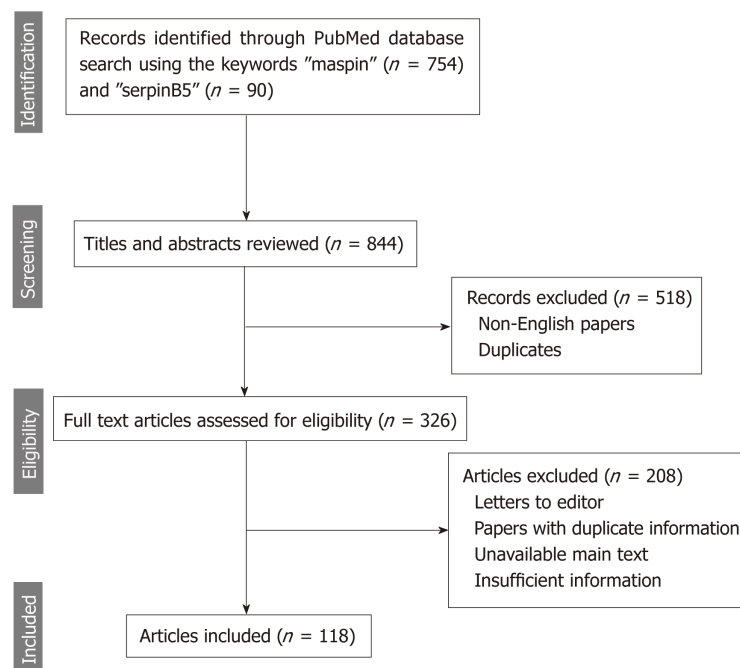 Identification
Records identified through PubMed database
search using the keywords "maspin" (n = 754)
and "serpinB5" (n = 90)
Screening
Titles and abstracts reviewed (n = 844)
Records excluded (n = 518)
Non-English papers
Duplicates
Eligibility
Full text articles assessed for eligibility (n = 326)
Articles excluded (n = 208)
Letters to editor
Papers with duplicate information
Unavailable main text
Insufficient information
Included
Articles included (n = 118)